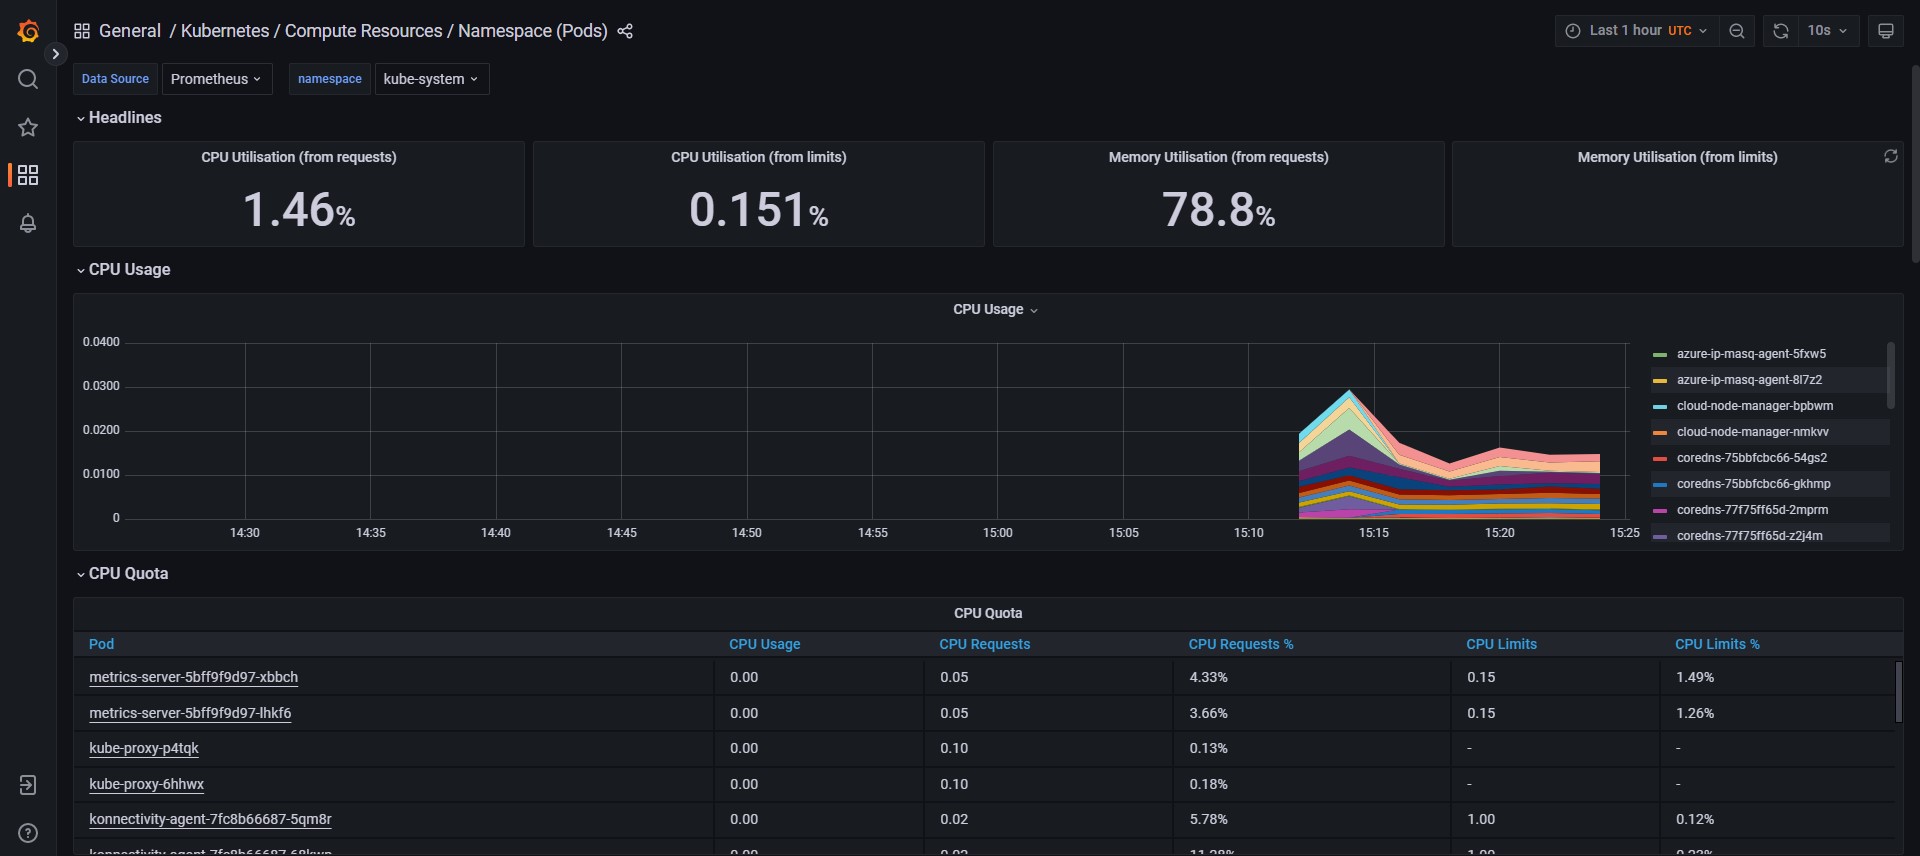 General / Kubernetes / Compute Resources / Namespace (Pods)
Last 1 hour UTC
10s
Data Source Prometheus namespace kube-system
Headlines
CPU Utilisation (from requests)
1.46%
CPU Utilisation (from limits)
0.151%
Memory Utilisation (from requests)
78.8%
Memory Utilisation (from limits)
CPU Usage
CPU Usage
0.0400
0.0300
0.0200
0.0100
0
14:30 14:35 14:40 14:45 14:50 14:55 15:00 15:05 15:10 15:15 15:20 15:25
azure-ip-masq-agent-5fxw5
azure-ip-masq-agent-8l7z2
cloud-node-manager-bpbwm
cloud-node-manager-nmkvv
coredns-75bbfcbc66-54gs2
coredns-75bbfcbc66-gkhmp
coredns-77f75ff65d-2mprm
coredns-77f75ff65d-z2j4m
CPU Quota
CPU Quota
Pod CPU Usage CPU Requests CPU Requests % CPU Limits CPU Limits %
metrics-server-5bff9f9d97-xbbch 0.00 0.05 4.33% 0.15 1.49%
metrics-server-5bff9f9d97-lhkf6 0.00 0.05 3.66% 0.15 1.26%
kube-proxy-p4tqk 0.00 0.10 0.13% - -
kube-proxy-6hhwx 0.00 0.10 0.18% - -
konnectivity-agent-7fc8b66687-5qm8r 0.00 0.02 5.78% 1.00 0.12%